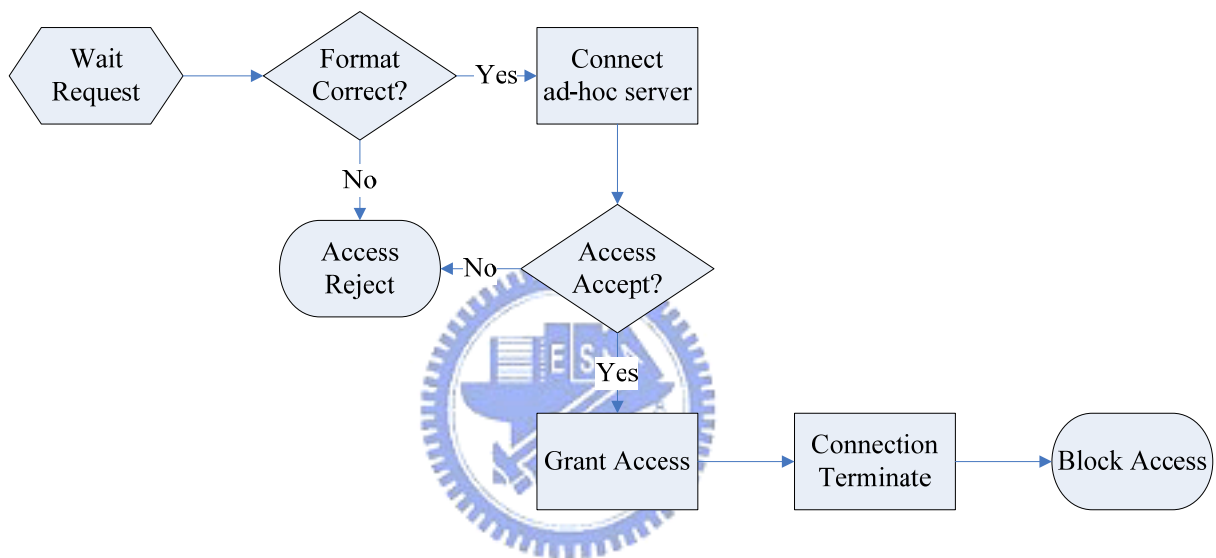 Wait
Request
Format
Correct?
Yes
Connect
ad-hoc server
No
Access
Reject
No
Access
Accept?
Yes
Grant Access
Connection
Terminate
Block Access